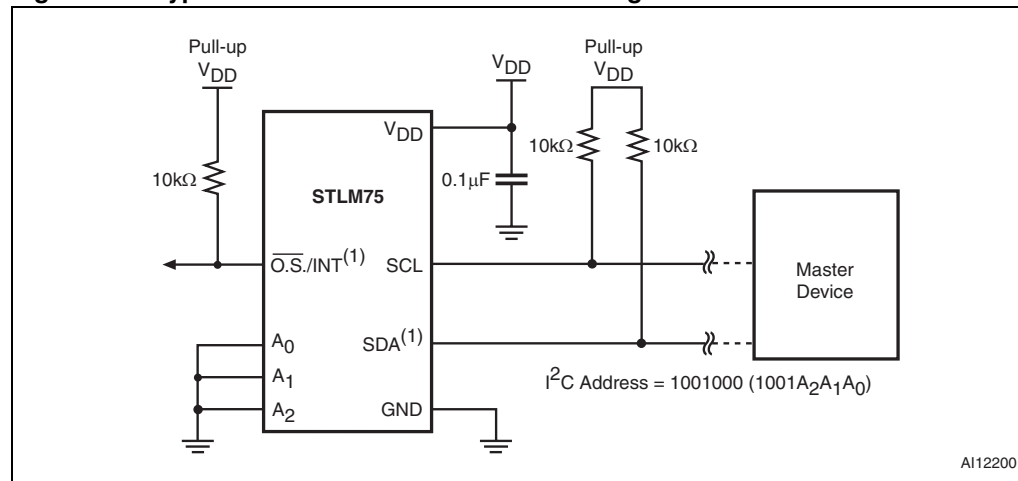 Pull-up
VDD
10kΩ
VDD
0.1μF
Pull-up
VDD
10kΩ
10kΩ
VDD
STLM75
O.S./INT(1)
SCL
A0
A1
A2
SDA(1)
GND
Master
Device
I2C Address = 1001000 (1001A2A1A0)
AI12200